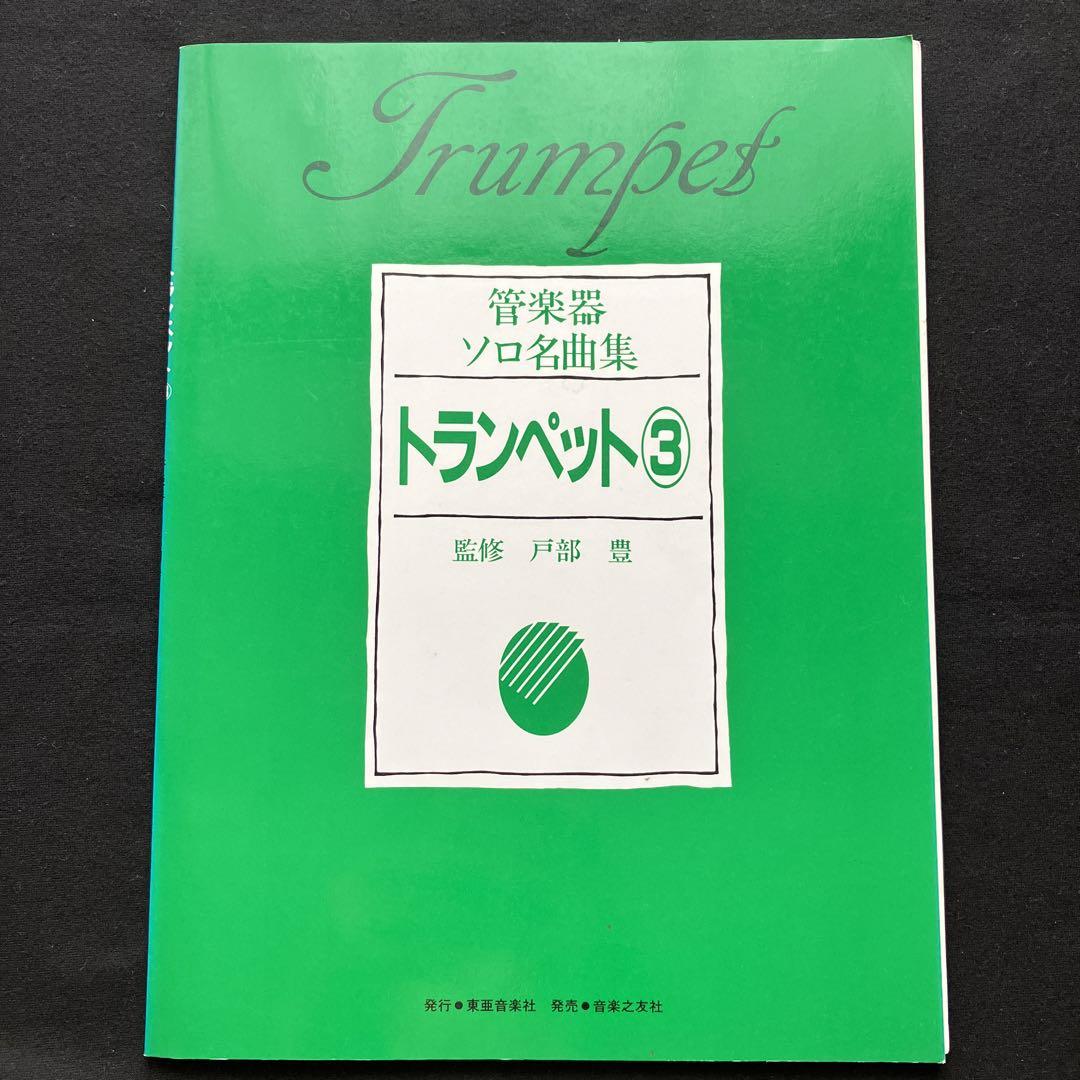 Trumpet
管楽器
ソロ名曲集
トランペット③
監修 戸部 豊
発行●東亜音楽社 発売●音楽之友社